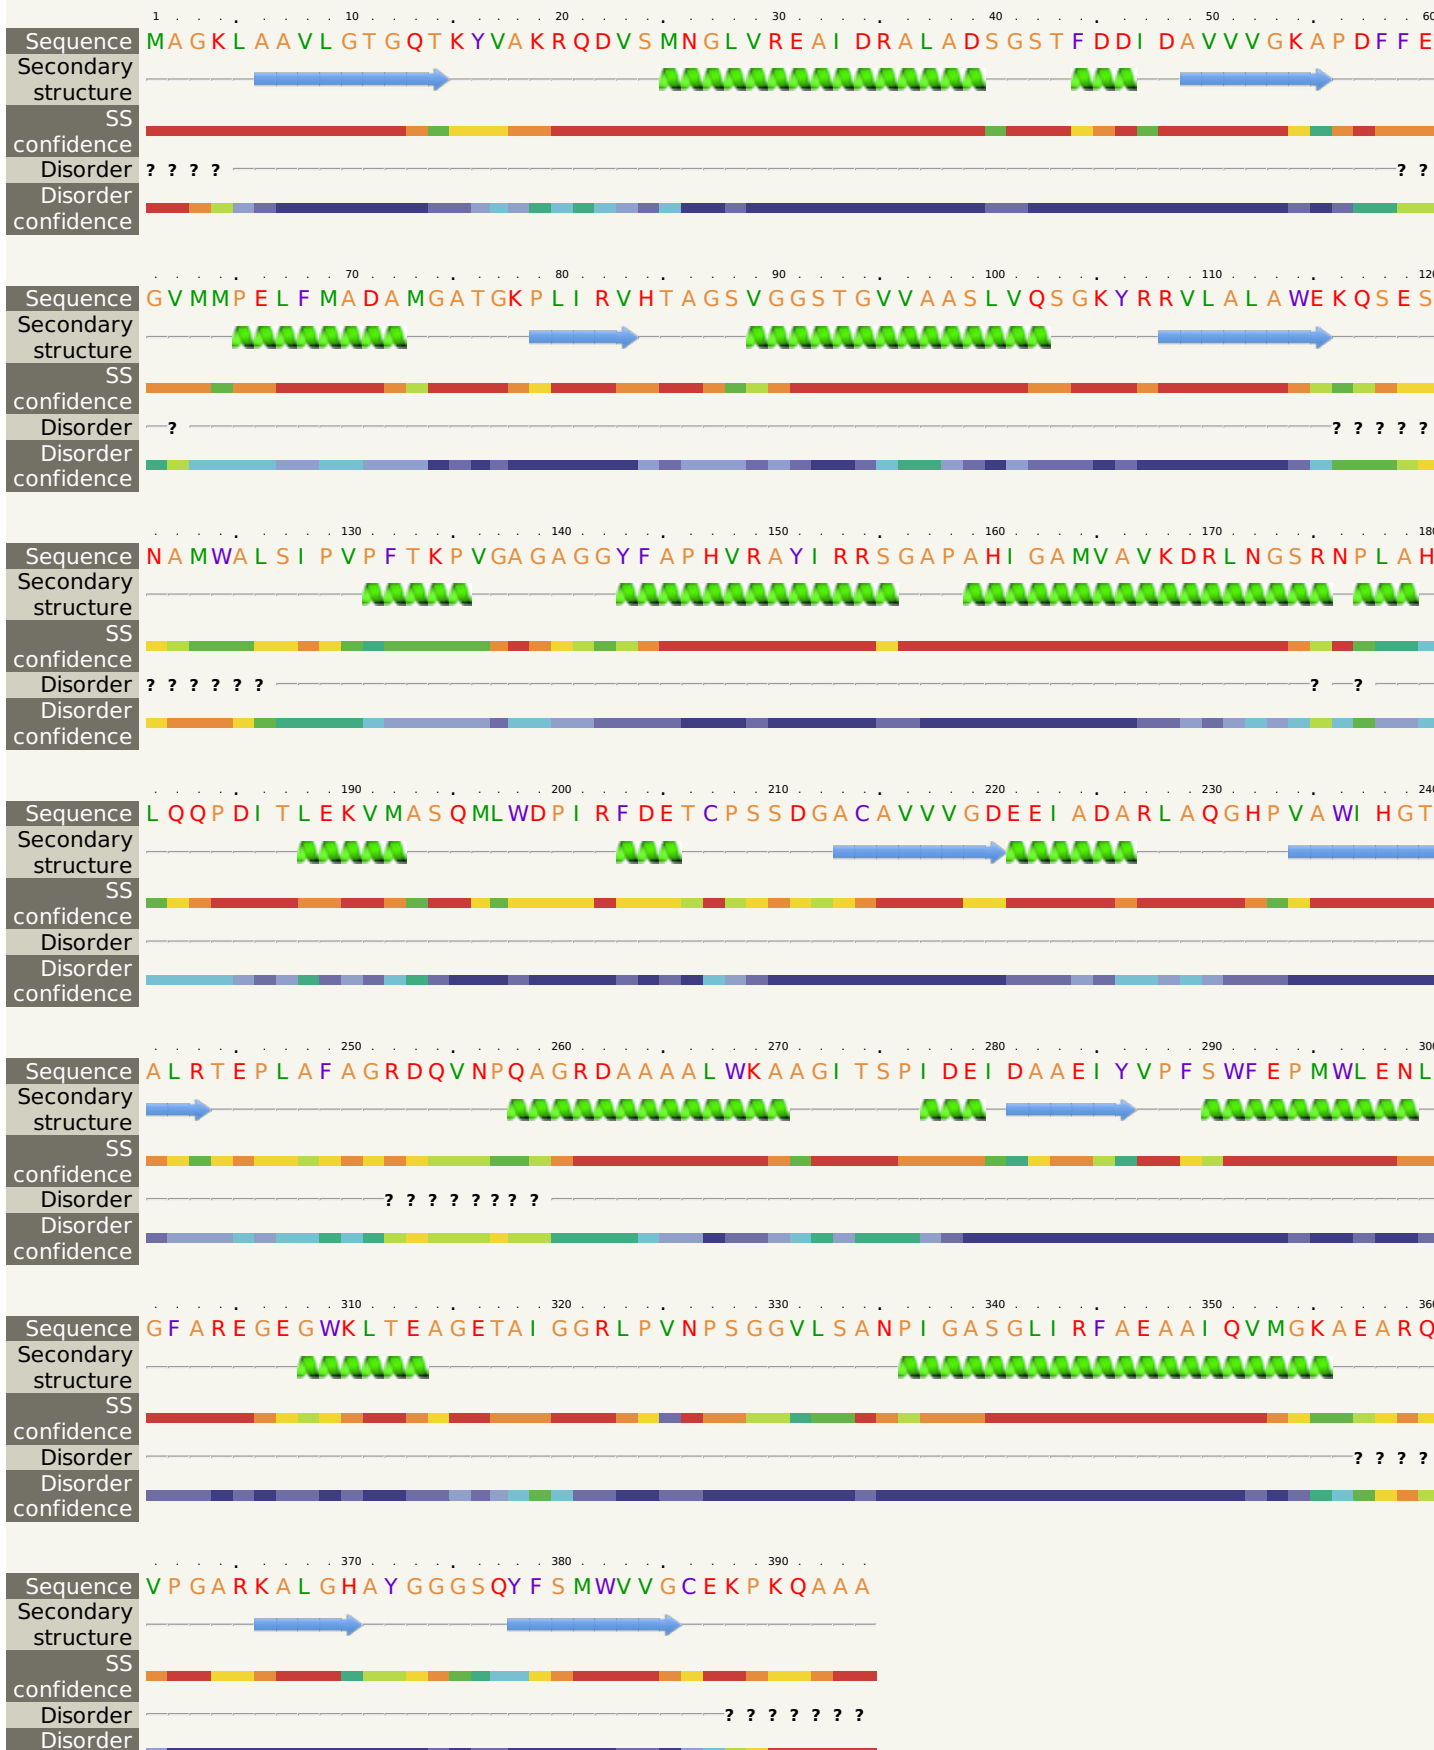 1 10 20 30 40 50 60
Sequence MAGKLAAVLGTGQTKYVAKRQDVSMNGLVREAIDRALADSGSTFDDIDAVVVGKAPDFFE
Secondary
structure
SS
confidence
Disorder ? ? ? ? ? ?
Disorder
confidence
70 80 90 100 110 120
Sequence GVMMPELFMADAMGATGKPLIRVHTAGSVGGSTGVVAASLVQSGKYRRVLALAWEKQSES
Secondary
structure
SS
confidence
Disorder ? ? ? ? ? ?
Disorder
confidence
130 140 150 160 170 180
Sequence NAMWALSIPVPFTKPVGAGAGGYFAPHVRAYIRRSGAPAHIGAMVAVKDRLNGSRNPLAH
Secondary
structure
SS
confidence
Disorder ? ? ? ? ? ? ? ?
Disorder
confidence
190 200 210 220 230 240
Sequence LQQPDITLEKVMASQMLWDPIRFDETCPSSDGACAVVVGDEEIADARLAQGHPVAWIHGT
Secondary
structure
SS
confidence
Disorder
Disorder
confidence
250 260 270 280 290 300
Sequence ALRTEPLAFAGRDQVNPQAGRDAAAALWKAAGITSPIDEIDAAEIYVPFSWFEPMWLENL
Secondary
structure
SS
confidence
Disorder ? ? ? ? ? ? ? ?
Disorder
confidence
310 320 330 340 350 360
Sequence GFAREGEGWKLTEAGETAIGGRLPVNPSGGVLSANPIGASGLIRFAEAAIQVMGKAEARQ
Secondary
structure
SS
confidence
Disorder ? ? ? ?
Disorder
confidence
370 380 390
Sequence VPGARKALGHAYGGGSQYFSMWVVGCEKPKQAAA
Secondary
structure
SS
confidence
Disorder ? ? ? ? ? ? ?
Disorder